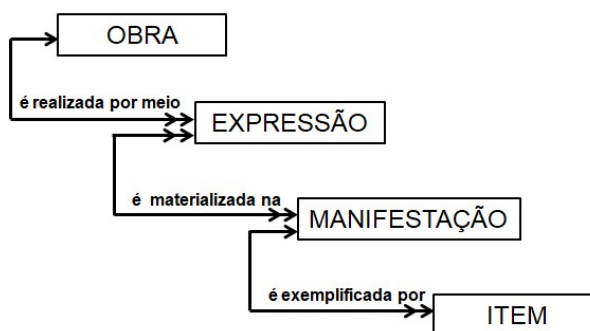 OBRA
é realizada por meio
EXPRESSÃO
é materializada na
MANIFESTAÇÃO
é exemplificada por
ITEM